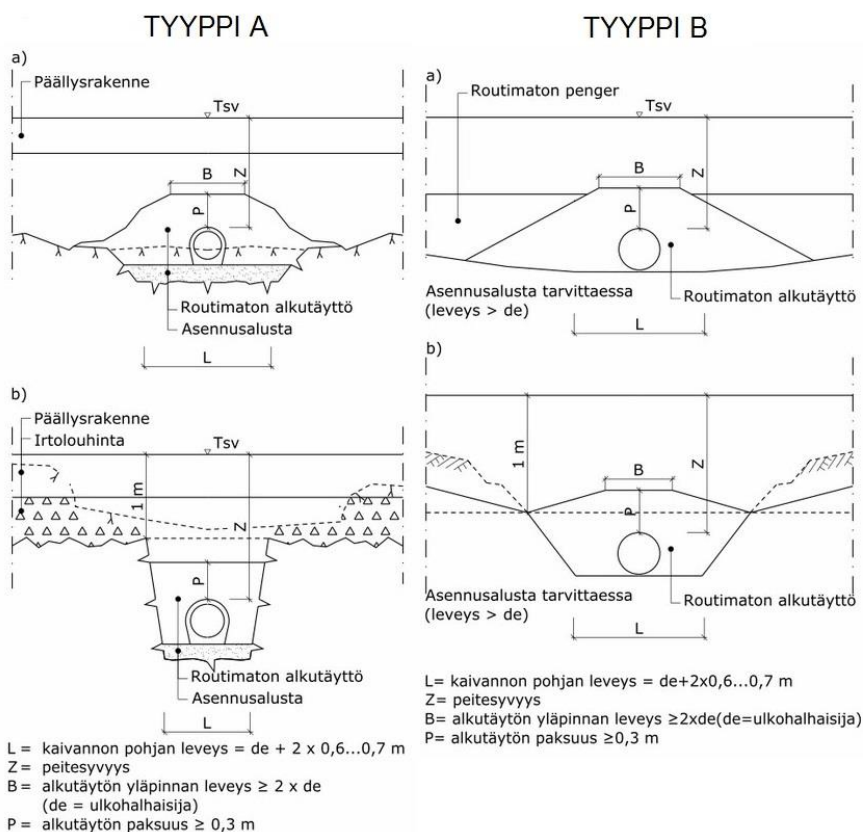 TYYPPI A
a)
Päällysrakenne
Tsv
B
Z
P
Routimaton alkutäyttö
Asennusalusta
L
b)
Päällysrakenne
Irtolouhinta
Tsv
1 m
Z
P
Routimaton alkutäyttö
Asennusalusta
L
L = kaivannon pohjan leveys = de + 2 x 0,6...0,7 m
Z = peitesyvyys
B = alkutäytön yläpinnan leveys ≥ 2 x de
(de = ulkohalhaisija)
P = alkutäytön paksuus ≥ 0,3 m
TYYPPI B
a)
Routimaton penger
Tsv
B
Z
P
Asennusalusta tarvittaessa
(leveys > de)
Routimaton alkutäyttö
L
b)
1 m
B
Z
P
Asennusalusta tarvittaessa
(leveys > de)
Routimaton alkutäyttö
L
L= kaivannon pohjan leveys = de+2x0,6...0,7 m
Z= peitesyvyys
B= alkutäytön yläpinnan leveys ≥2xde(de=ulkohalhaisija)
P= alkutäytön paksuus ≥0,3 m